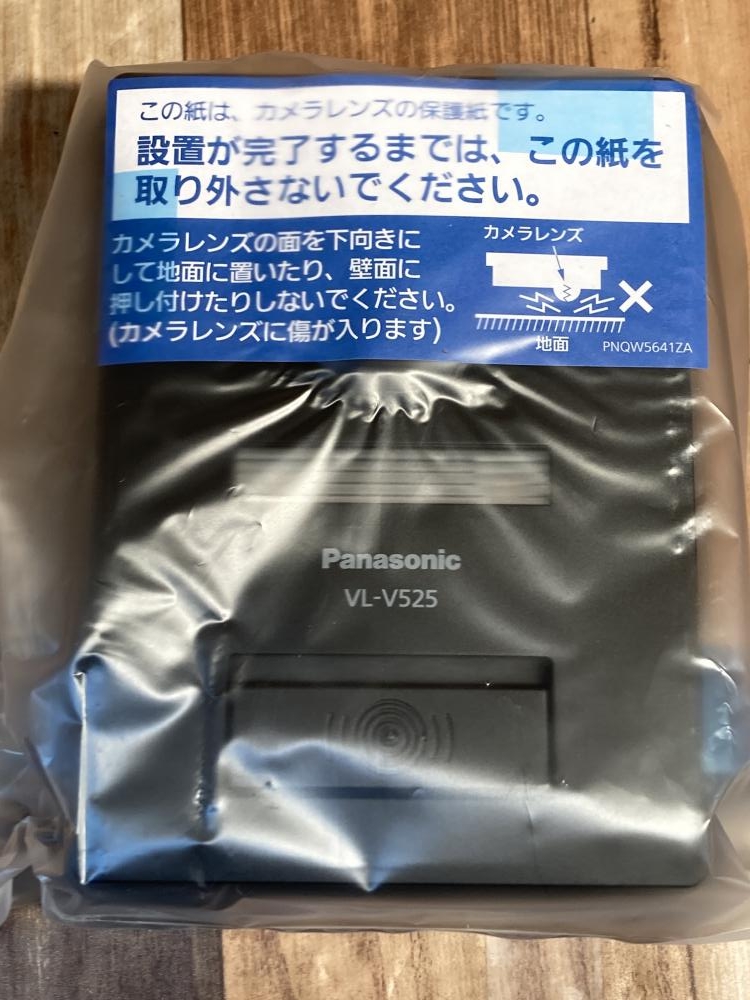 この紙は、カメラレンズの保護紙です。
設置が完了するまでは、この紙を
取り外さないでください。
カメラレンズの面を下向きに
して地面に置いたり、壁面に
押し付けたりしないでください。
(カメラレンズに傷が入ります)
カメラレンズ
地面
PNQW5641ZA
Panasonic
VL-V525